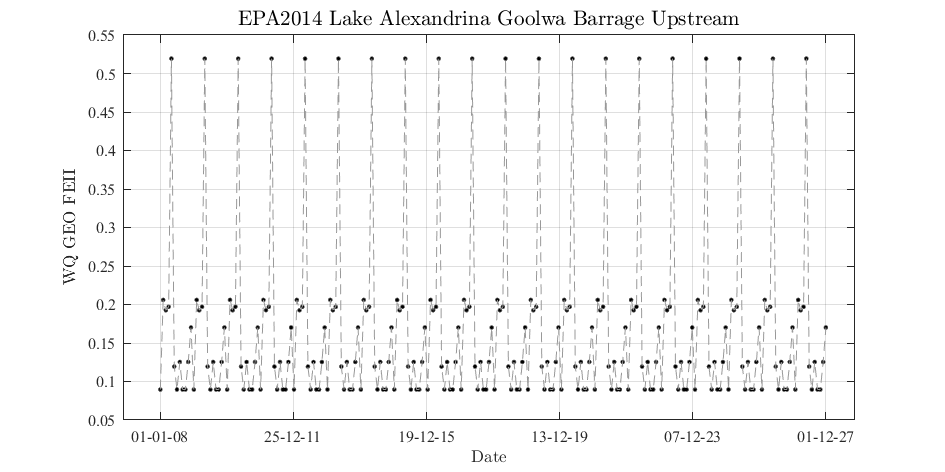 EPA2014 Lake Alexandrina Goolwa Barrage Upstream
0.55
0.5
0.45
0.4
0.35
0.3
0.25
0.2
0.15
0.1
0.05
WQ GEO FEII
01-01-08 25-12-11 19-12-15 13-12-19 07-12-23 01-12-27
Date